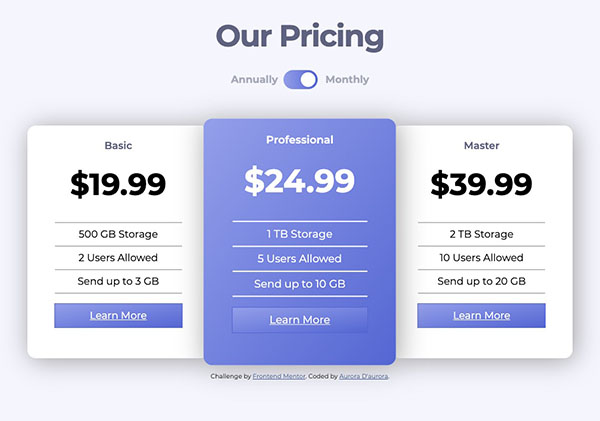 Our Pricing
Annually Monthly
Basic
$19.99
500 GB Storage
2 Users Allowed
Send up to 3 GB
Learn More
Professional
$24.99
1 TB Storage
5 Users Allowed
Send up to 10 GB
Learn More
Master
$39.99
2 TB Storage
10 Users Allowed
Send up to 20 GB
Learn More
Challenge by Frontend Mentor. Coded by Aurora D'aurora.